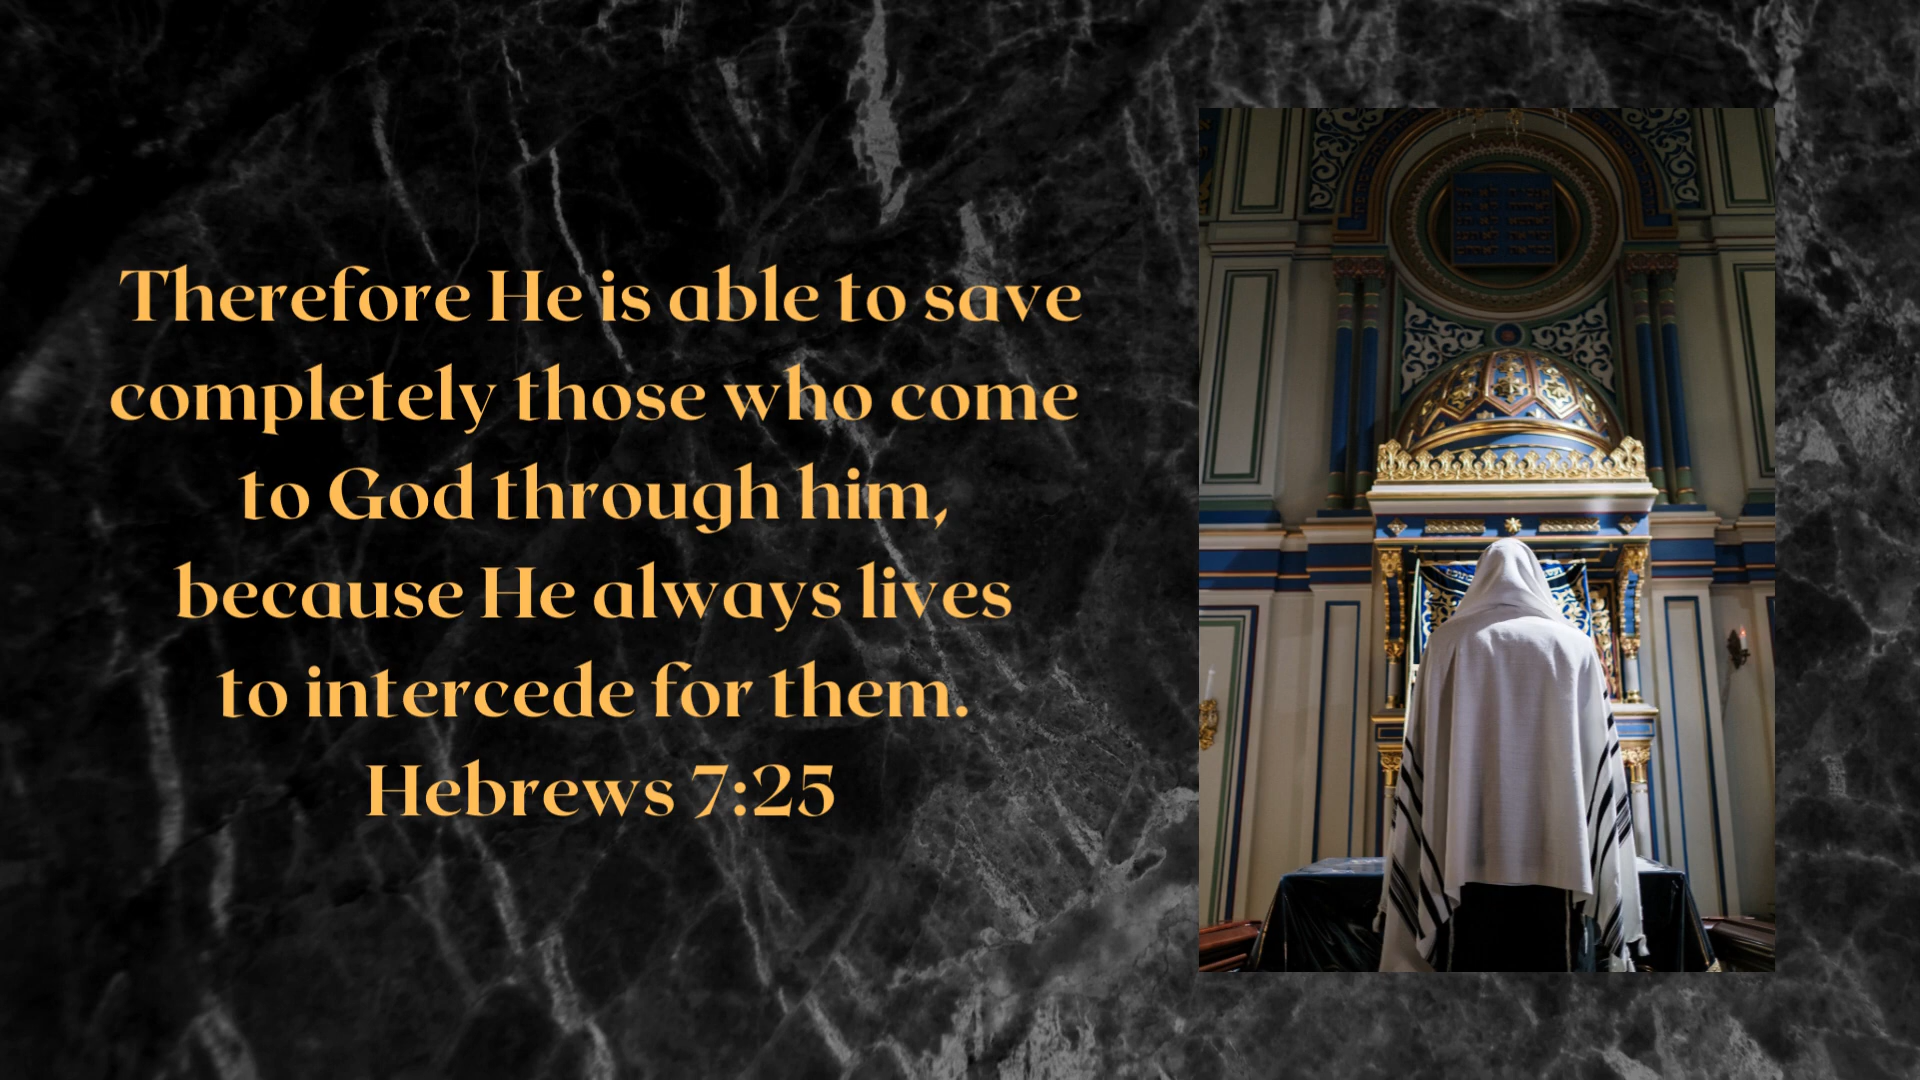 Therefore He is able to save
completely those who come
to God through him,
because He always lives
to intercede for them.
Hebrews 7:25